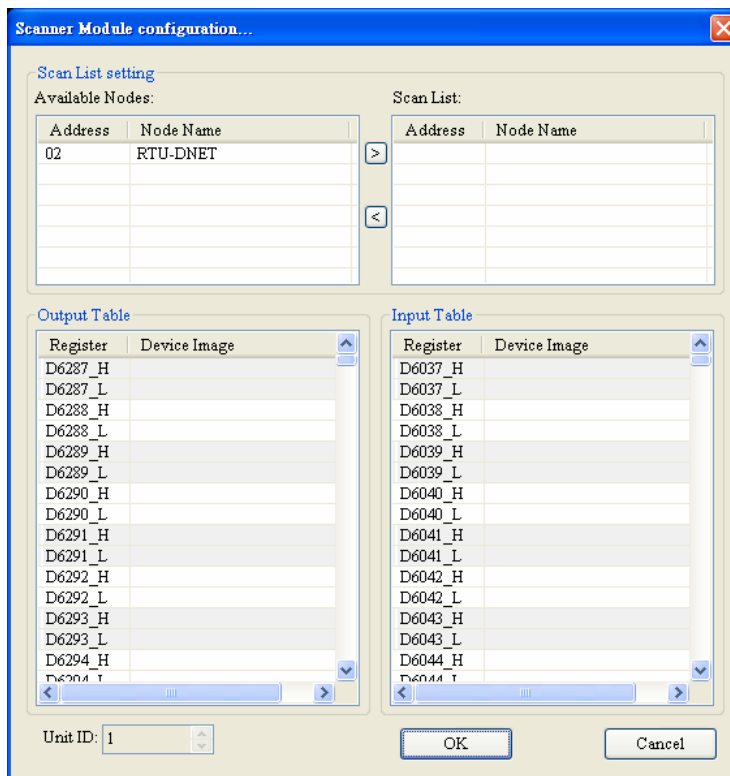 Scanner Module configuration...
Scan List setting
Available Nodes:
Address Node Name
02 RTU-DNET
>
<
Scan List:
Address Node Name
Output Table
Register Device Image
D6287_H
D6287_L
D6288_H
D6288_L
D6289_H
D6289_L
D6290_H
D6290_L
D6291_H
D6291_L
D6292_H
D6292_L
D6293_H
D6293_L
D6294_H
D6294_L
Input Table
Register Device Image
D6037_H
D6037_L
D6038_H
D6038_L
D6039_H
D6039_L
D6040_H
D6040_L
D6041_H
D6041_L
D6042_H
D6042_L
D6043_H
D6043_L
D6044_H
D6044_L
Unit ID: 1
OK
Cancel